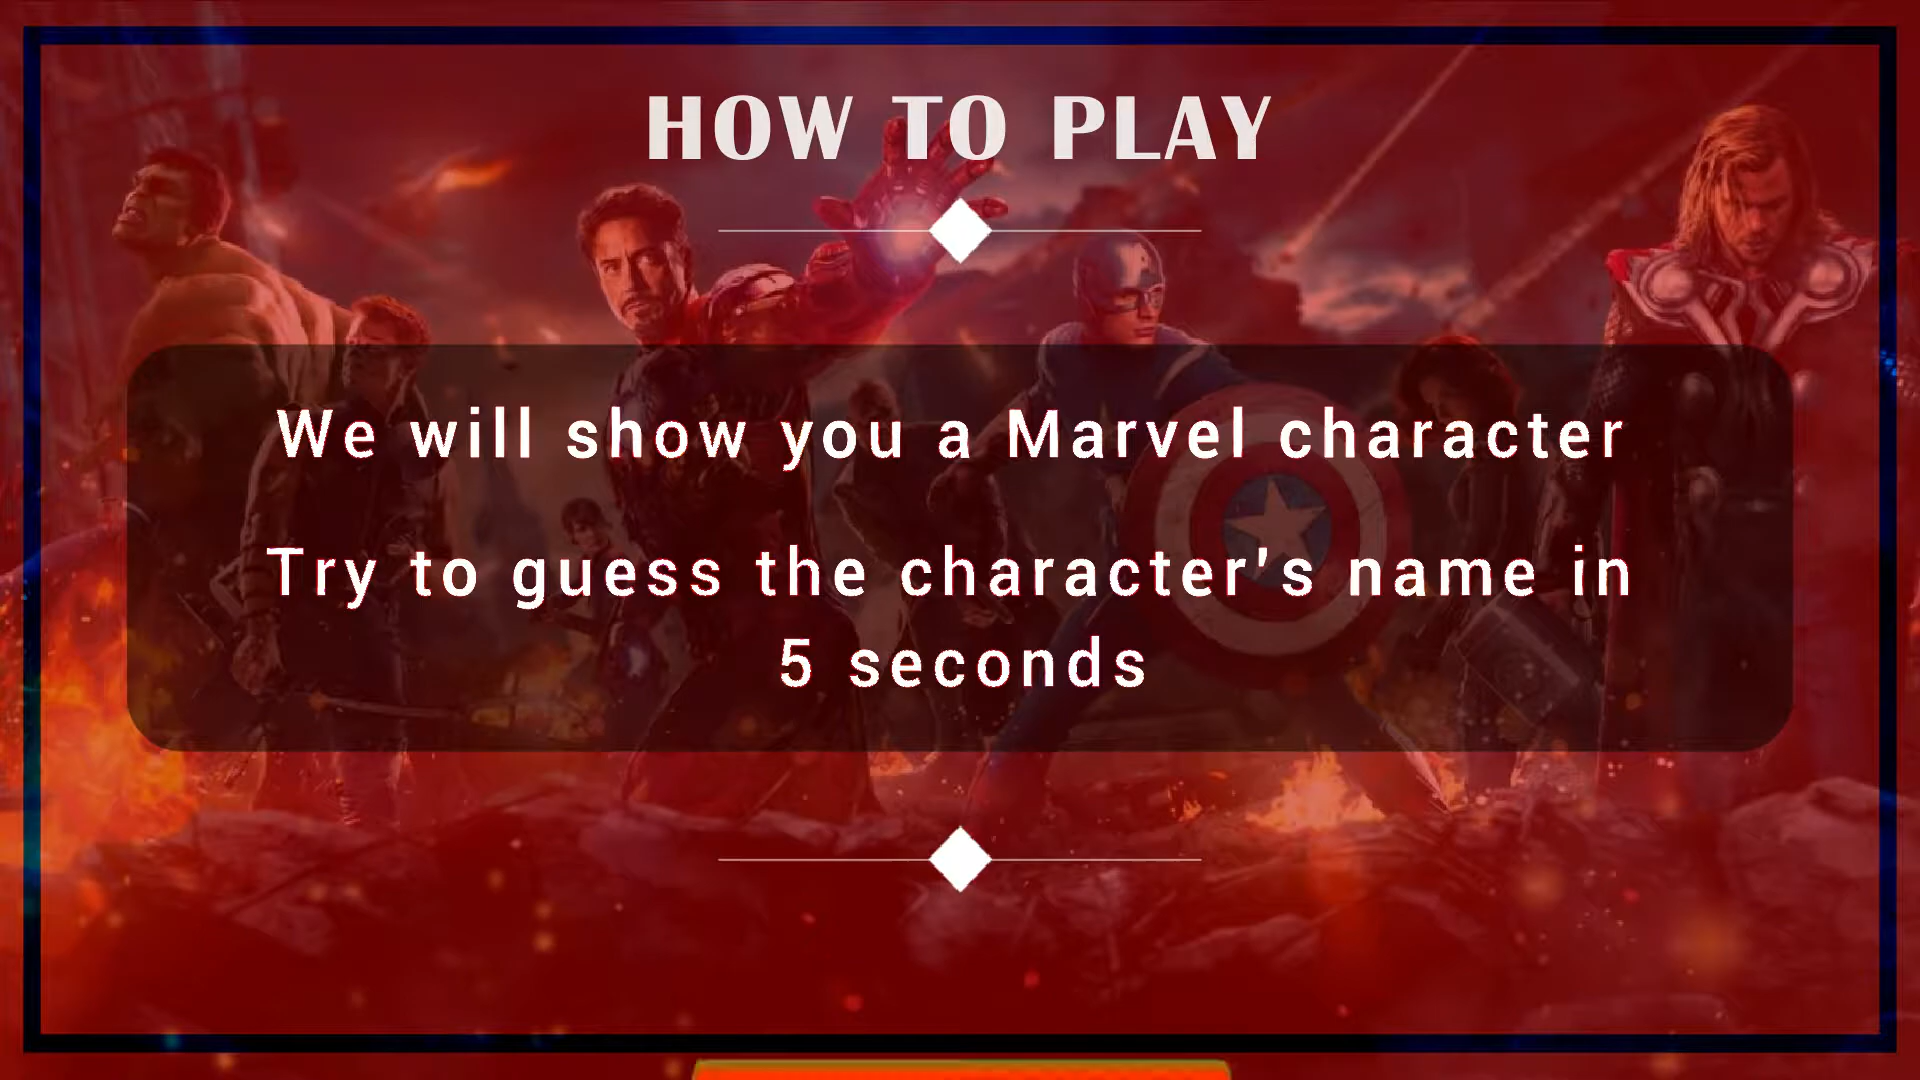 HOW TO PLAY
We will show you a Marvel character
Try to guess the character's name in
5 seconds